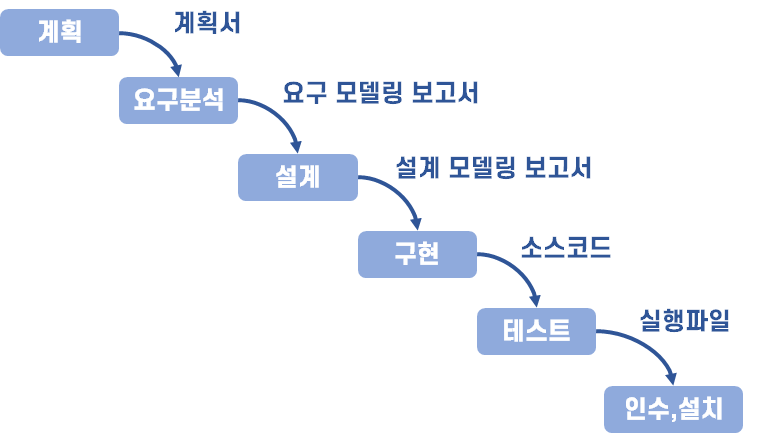 계획
계획서
요구분석
요구 모델링 보고서
설계
설계 모델링 보고서
구현
소스코드
테스트
실행파일
인수,설치